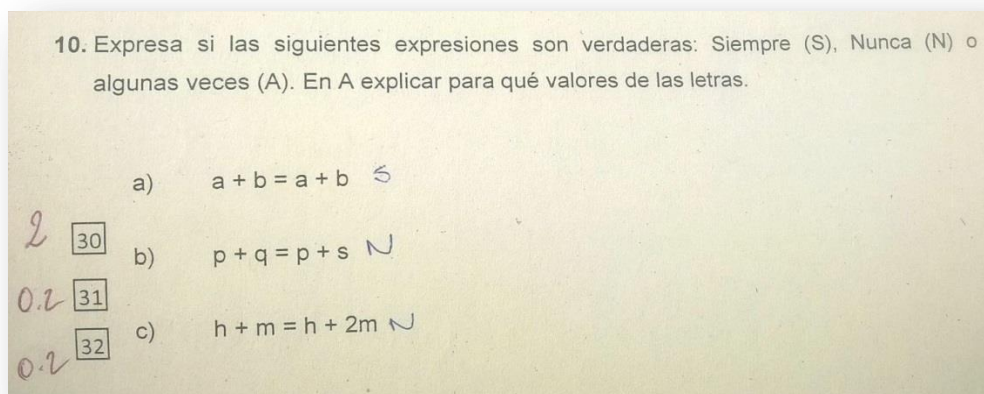 10. Expresa si las siguientes expresiones son verdaderas: Siempre (S), Nunca (N) o
algunas veces (A). En A explicar para qué valores de las letras.
a) a + b = a + b S
2 30
b) p + q = p + s N
0.2 31
c) h + m = h + 2m N
32
0.2